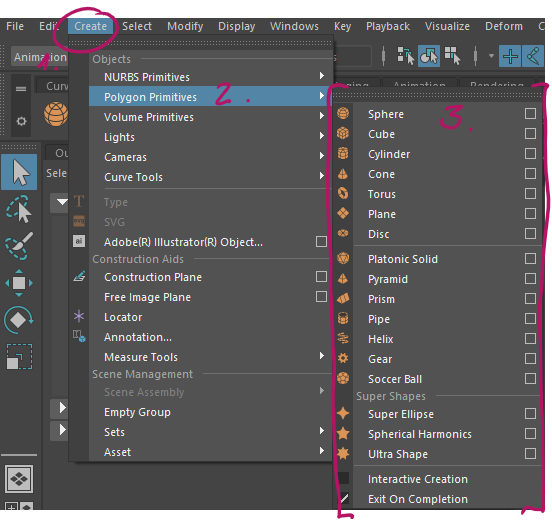 File Edit Create Select Modify Display Windows Key Playback Visualize Deform
Animation 1.
Objects
NURBS Primitives
Polygon Primitives 2.
Volume Primitives
Lights
Cameras
Curve Tools
Type
SVG
Adobe(R) Illustrator(R) Object...
Construction Aids
Construction Plane
Free Image Plane
Locator
Annotation...
Measure Tools
Scene Management
Scene Assembly
Empty Group
Sets
Asset
Animation Rendering
3.
Sphere
Cube
Cylinder
Cone
Torus
Plane
Disc
Platonic Solid
Pyramid
Prism
Pipe
Helix
Gear
Soccer Ball
Super Shapes
Super Ellipse
Spherical Harmonics
Ultra Shape
Interactive Creation
Exit On Completion